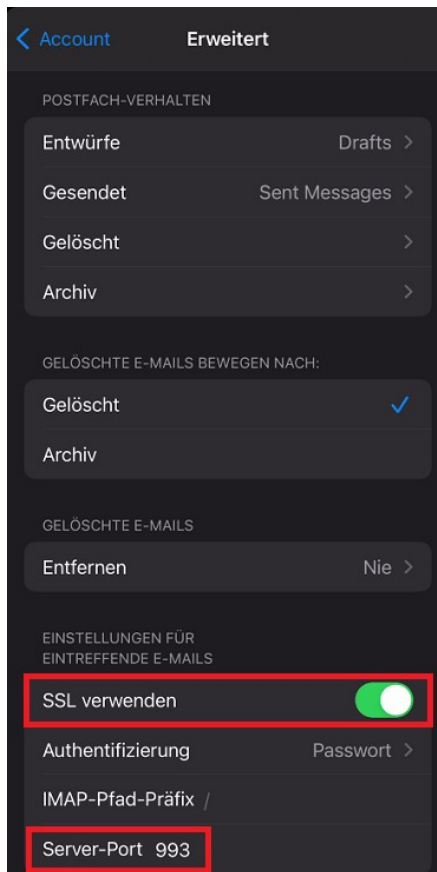 Account Erweitert
POSTFACH-VERHALTEN
Entwürfe Drafts
Gesendet Sent Messages
Gelöscht
Archiv
GELÖSCHTE E-MAILS BEWEGEN NACH:
Gelöscht
Archiv
GELÖSCHTE E-MAILS
Entfernen Nie
EINSTELLUNGEN FÜR
EINTREFFENDE E-MAILS
SSL verwenden
Authentifizierung Passwort
IMAP-Pfad-Präfix /
Server-Port 993